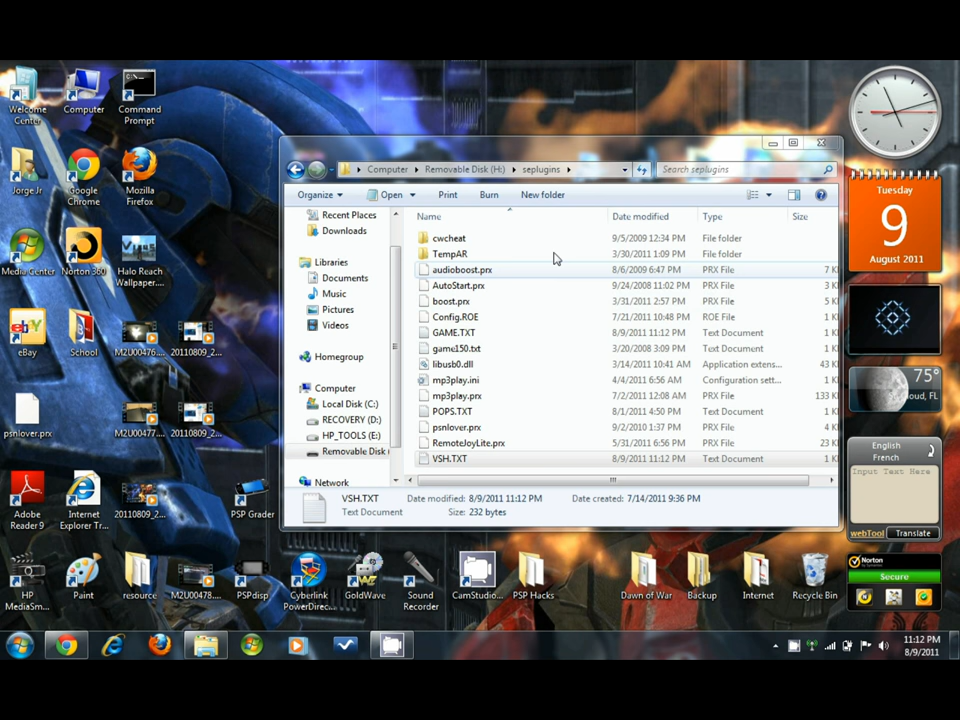 Welcome Center
Computer
Command Prompt
Jorge Jr
Google Chrome
Mozilla Firefox
Media Center
Norton 360
Halo Reach Wallpaper....
eBay
School
M2U00476....
20110809_2...
psnlover.prx
M2U00477....
20110809_2...
Adobe Reader 9
Internet Explorer Tr...
20110809_2...
PSP Grader
HP MediaSm...
Paint
resource
M2U00478....
PSPdisp
Cyberlink PowerDirec...
GoldWave
Sound Recorder
CamStudio...
PSP Hacks
Dawn of War
Backup
Internet
Recycle Bin
Computer
Removable Disk (H:)
seplugins
Search seplugins
Organize
Open
Print
Burn
New folder
Recent Places
Downloads
Libraries
Documents
Music
Pictures
Videos
Homegroup
Computer
Local Disk (C:)
RECOVERY (D:)
HP_TOOLS (E:)
Removable Disk
Network
Name Date modified Type Size
cwcheat 9/5/2009 12:34 PM File folder
TempAR 3/30/2011 1:09 PM File folder
audioboost.prx 8/6/2009 6:47 PM PRX File 7 K
AutoStart.prx 9/24/2008 11:02 PM PRX File 3 K
boost.prx 3/31/2011 2:57 PM PRX File 5 K
Config.ROE 7/21/2011 10:48 PM ROE File 1 K
GAME.TXT 8/9/2011 11:12 PM Text Document 1 K
game150.txt 3/20/2008 3:09 PM Text Document 1 K
libusb0.dll 3/14/2011 10:41 AM Application extens... 43 K
mp3play.ini 4/4/2011 6:56 AM Configuration sett... 1 K
mp3play.prx 7/2/2011 12:08 AM PRX File 133 K
POPS.TXT 8/1/2011 4:50 PM Text Document 1 K
psnlover.prx 9/2/2010 1:37 PM PRX File 1 K
RemoteJoyLite.prx 5/31/2011 6:56 PM PRX File 23 K
VSH.TXT 8/9/2011 11:12 PM Text Document 1 K
VSH.TXT Date modified: 8/9/2011 11:12 PM Date created: 7/14/2011 9:36 PM
Text Document Size: 232 bytes
Tuesday
9
August 2011
75°
loud, FL
English
French
Input Text Here
webTool Translate
Norton
Secure
11:12 PM
8/9/2011